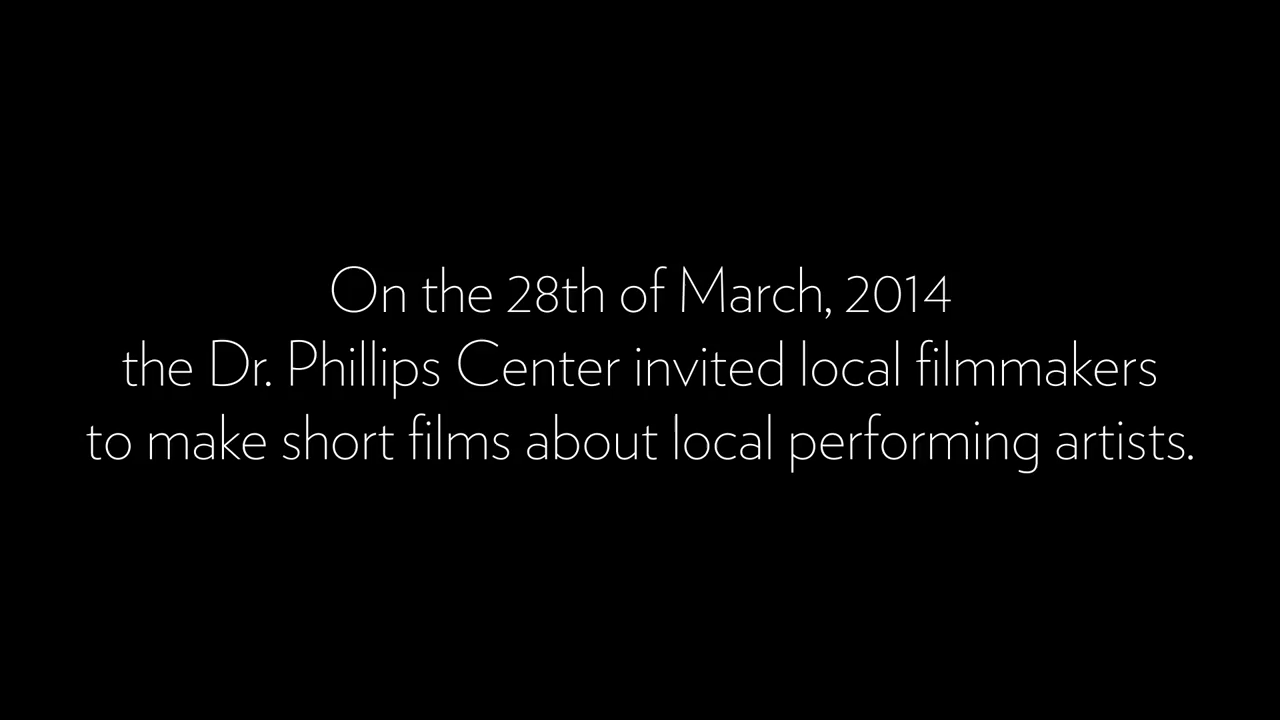 On the 28th of March, 2014
the Dr. Phillips Center invited local filmmakers
to make short films about local performing artists.